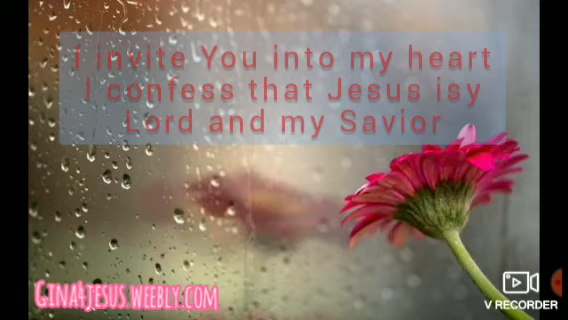 I invite You into my heart
I confess that Jesus isy
Lord and my Savior
Gina4Jesus.weebly.com
V RECORDER